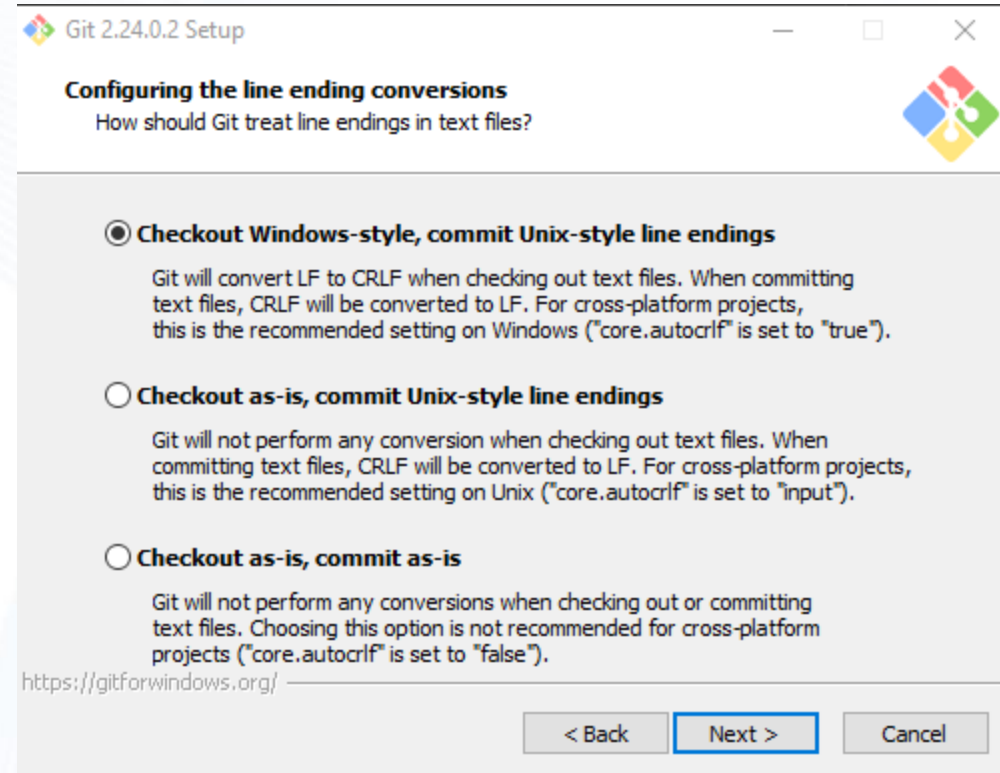 Git 2.24.0.2 Setup
Configuring the line ending conversions
How should Git treat line endings in text files?
Checkout Windows-style, commit Unix-style line endings
Git will convert LF to CRLF when checking out text files. When committing
text files, CRLF will be converted to LF. For cross-platform projects,
this is the recommended setting on Windows ("core.autocrlf" is set to "true").
Checkout as-is, commit Unix-style line endings
Git will not perform any conversion when checking out text files. When
committing text files, CRLF will be converted to LF. For cross-platform projects,
this is the recommended setting on Unix ("core.autocrlf" is set to "input").
Checkout as-is, commit as-is
Git will not perform any conversions when checking out or committing
text files. Choosing this option is not recommended for cross-platform
projects ("core.autocrlf" is set to "false").
https://gitforwindows.org/
< Back Next > Cancel